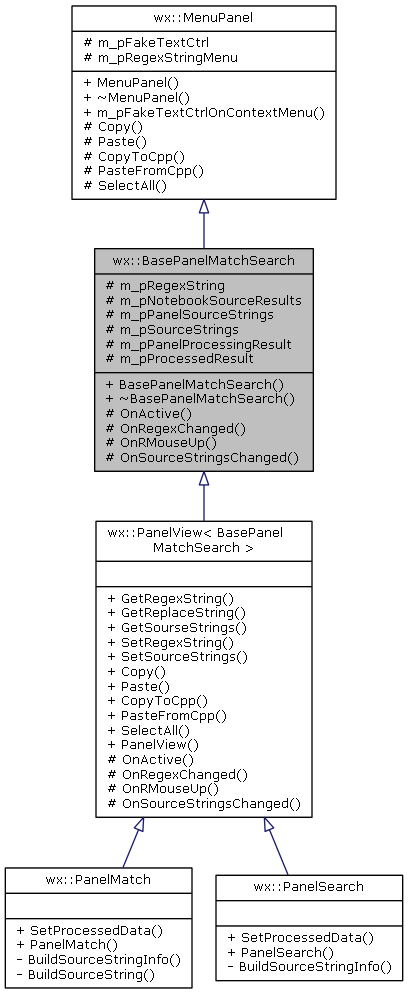 wx::MenuPanel
# m_pFakeTextCtrl
# m_pRegexStringMenu
+ MenuPanel()
+ ~MenuPanel()
+ m_pFakeTextCtrlOnContextMenu()
# Copy()
# Paste()
# CopyToCpp()
# PasteFromCpp()
# SelectAll()
wx::BasePanelMatchSearch
# m_pRegexString
# m_pNotebookSourceResults
# m_pPanelSourceStrings
# m_pSourceStrings
# m_pPanelProcessingResult
# m_pProcessedResult
+ BasePanelMatchSearch()
+ ~BasePanelMatchSearch()
# OnActive()
# OnRegexChanged()
# OnRMouseUp()
# OnSourceStringsChanged()
wx::PanelView< BasePanel
MatchSearch >
+ GetRegexString()
+ GetReplaceString()
+ GetSourseStrings()
+ SetRegexString()
+ SetSourceStrings()
+ Copy()
+ Paste()
+ CopyToCpp()
+ PasteFromCpp()
+ SelectAll()
+ PanelView()
# OnActive()
# OnRegexChanged()
# OnRMouseUp()
# OnSourceStringsChanged()
wx::PanelMatch
+ SetProcessedData()
+ PanelMatch()
- BuildSourceStringInfo()
- BuildSourceString()
wx::PanelSearch
+ SetProcessedData()
+ PanelSearch()
- BuildSourceStringInfo()